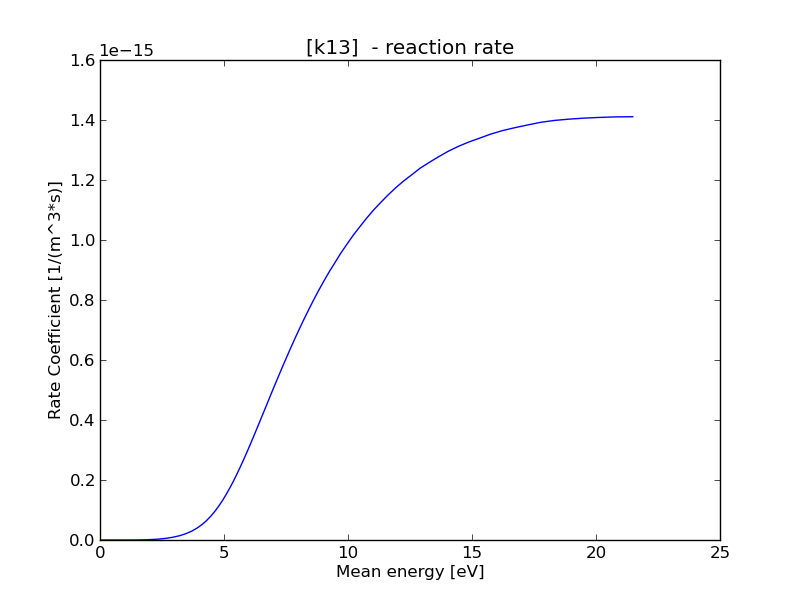 [k13]  - reaction rate
1e−15
1.6
1.4
1.2
1.0
0.8
0.6
0.4
0.2
0.0
Rate Coefficient [1/(m^3*s)]
0 5 10 15 20 25
Mean energy [eV]